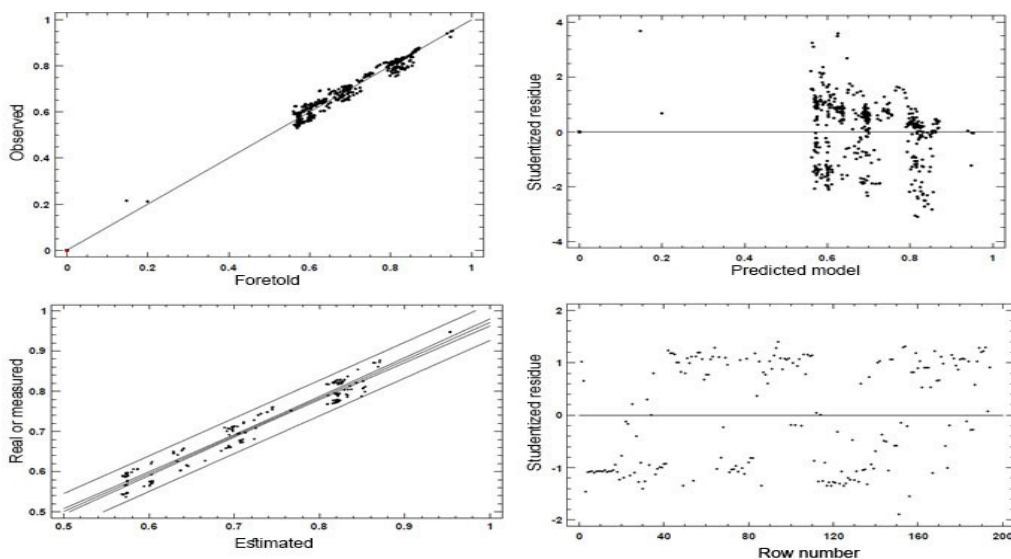 1
0.8
0.6
0.4
0.2
0
Observed
0 0.2 0.4 0.6 0.8 1
Foretold
4
2
0
-2
-4
Studentized residue
0 0.2 0.4 0.6 0.8 1
Predicted model
1
0.9
0.8
0.7
0.6
0.5
Real or measured
0.5 0.6 0.7 0.8 0.9 1
Estimated
2
1
0
-1
-2
Studentized residue
0 40 80 120 160 200
Row number